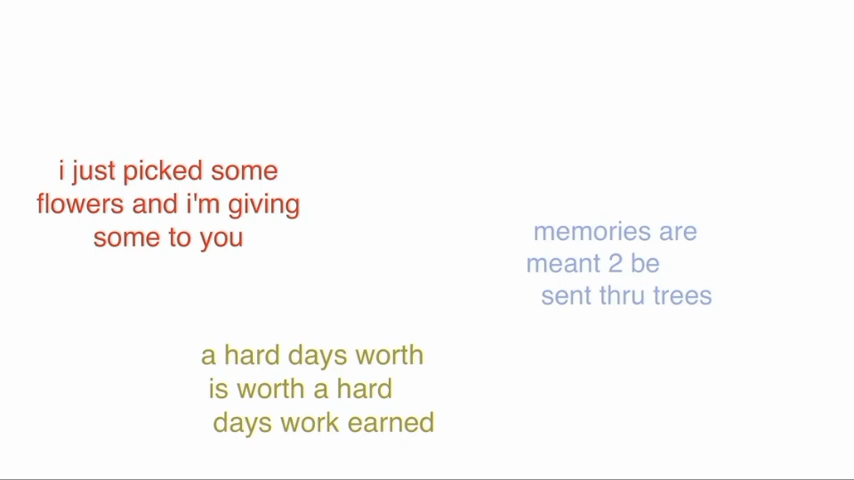 i just picked some
flowers and i'm giving
some to you
memories are
meant 2 be
sent thru trees
a hard days worth
is worth a hard
days work earned